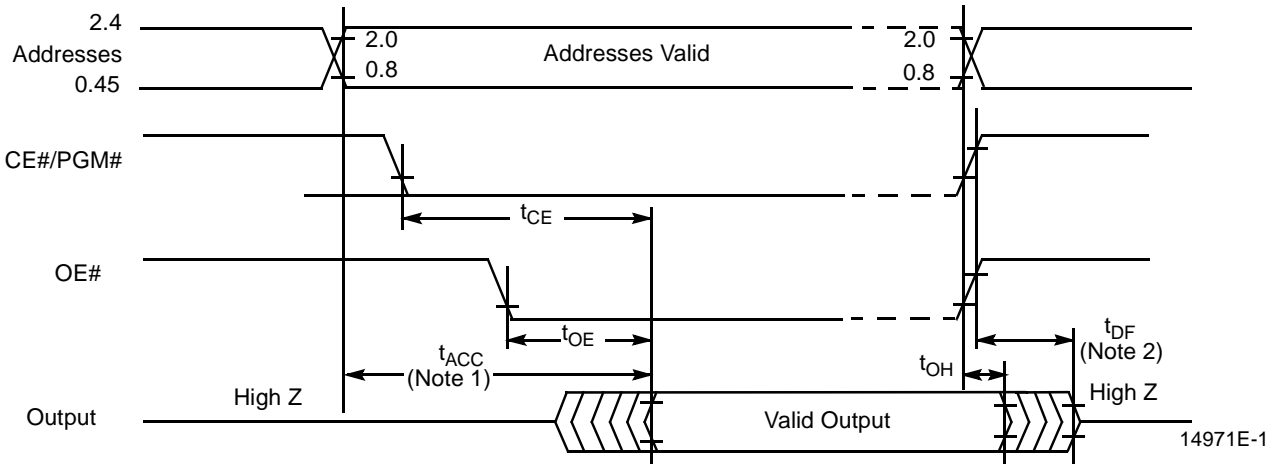 2.4
Addresses
0.45
2.0
0.8
Addresses Valid
2.0
0.8
CE#/PGM#
tCE
OE#
tOE
tACC
(Note 1)
tOH
tDF
(Note 2)
Output
High Z
Valid Output
High Z
14971E-1